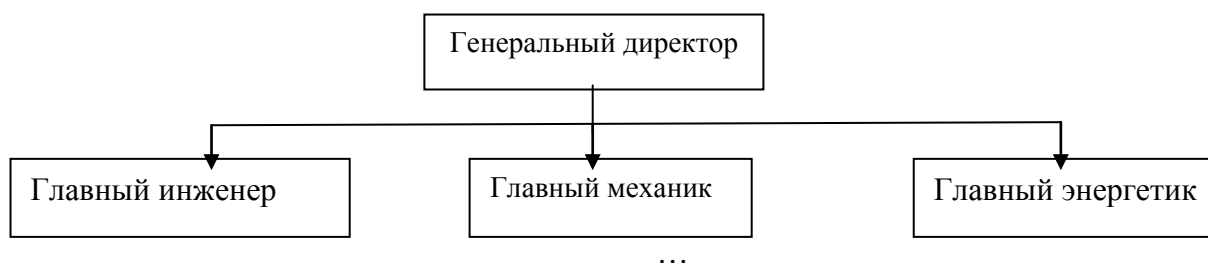 Генеральный директор
Главный инженер
Главный механик
Главный энергетик
…